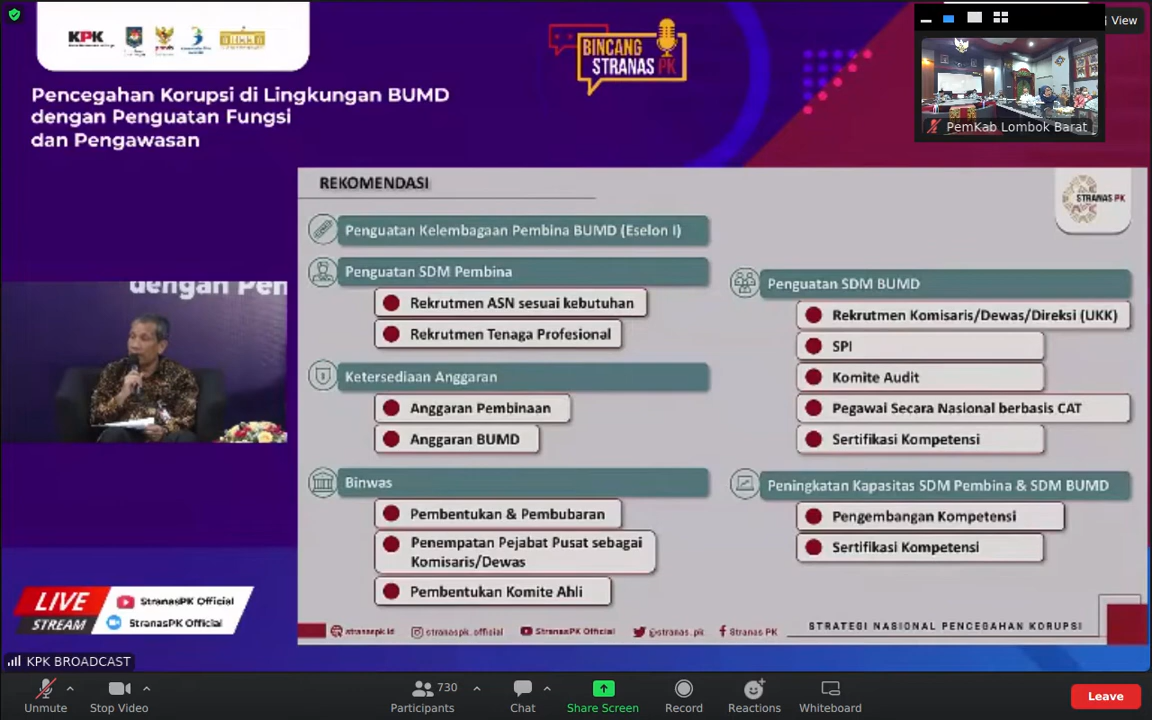 KPK
BINCANG
STRANAS PK
View
PemKab Lombok Barat
Pencegahan Korupsi di Lingkungan BUMD
dengan Penguatan Fungsi
dan Pengawasan
REKOMENDASI
STRANAS PK
Penguatan Kelembagaan Pembina BUMD (Eselon I)
Penguatan SDM Pembina
Rekrutmen ASN sesuai kebutuhan
Rekrutmen Tenaga Profesional
Ketersediaan Anggaran
Anggaran Pembinaan
Anggaran BUMD
Binwas
Pembentukan & Pembubaran
Penempatan Pejabat Pusat sebagai
Komisaris/Dewas
Pembentukan Komite Ahli
Penguatan SDM BUMD
Rekrutmen Komisaris/Dewas/Direksi (UKK)
SPI
Komite Audit
Pegawai Secara Nasional berbasis CAT
Sertifikasi Kompetensi
Peningkatan Kapasitas SDM Pembina & SDM BUMD
Pengembangan Kompetensi
Sertifikasi Kompetensi
dengan Pen
LIVE
STREAM
StranasPK Official
StranasPK Official
stranaspk.id
stranaspk.official
StranasPK Official
@stranas_pk
Stranas PK
STRATEGI NASIONAL PENCEGAHAN KORUPSI
KPK BROADCAST
Unmute
Stop Video
730
Participants
Chat
Share Screen
Record
Reactions
Whiteboard
Leave